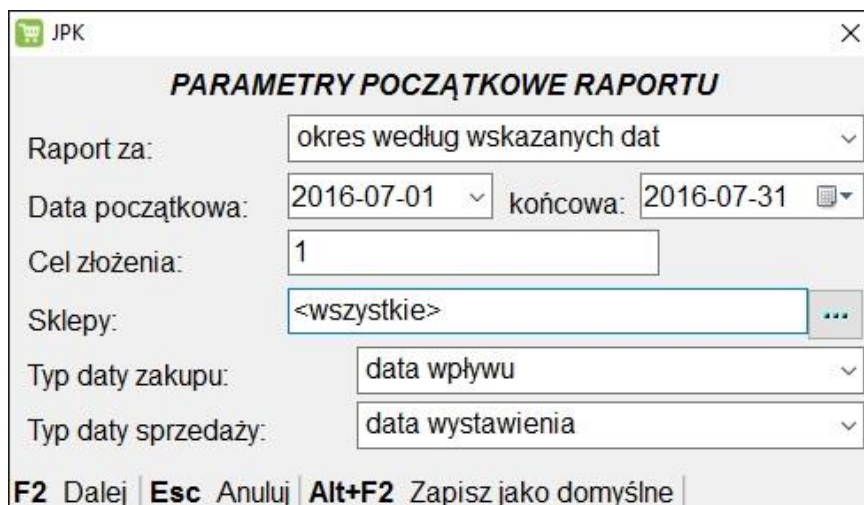 JPK
PARAMETRY POCZĄTKOWE RAPORTU
Raport za: okres według wskazanych dat
Data początkowa: 2016-07-01 końcowa: 2016-07-31
Cel złożenia: 1
Sklepy: <wszystkie> ...
Typ daty zakupu: data wpływu
Typ daty sprzedaży: data wystawienia
F2 Dalej Esc Anuluj Alt+F2 Zapisz jako domyślne